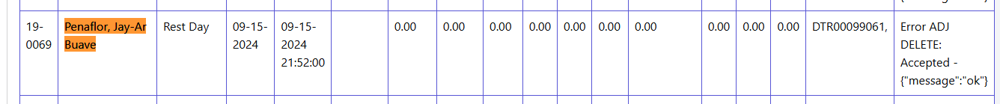 19-0069 Penaflor, Jay-Ar Buave Rest Day 09-15-2024 09-15-2024 21:52:00 0.00 0.00 0.00 0.00 0.00 0.00 0.00 0.00 0.00 0.00 DTR00099061, Error ADJ DELETE: Accepted - {"message":"ok"}